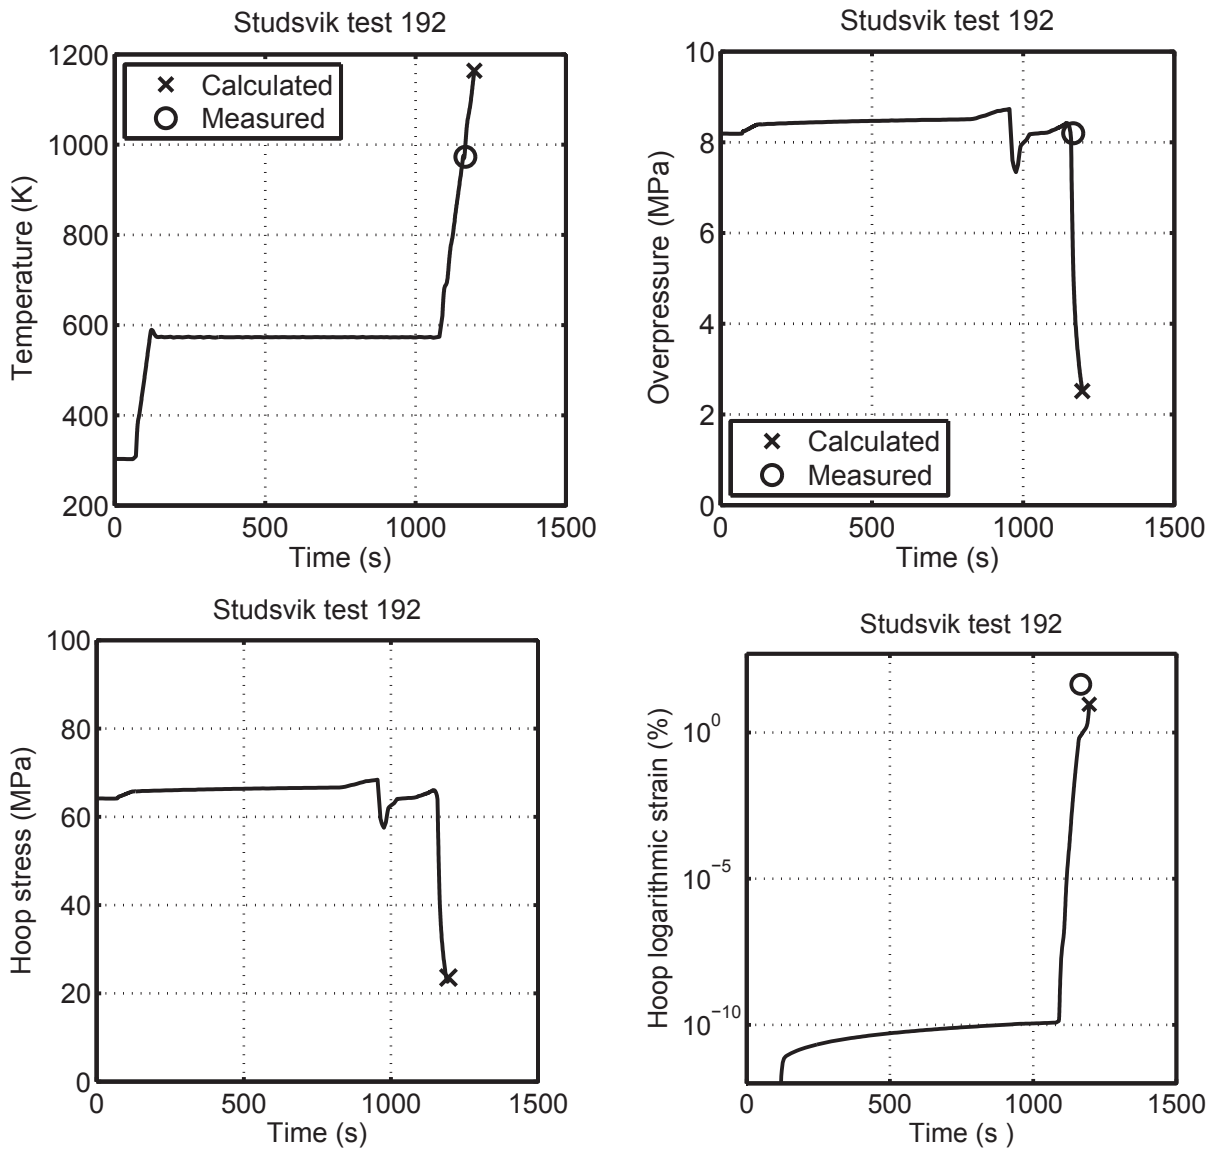 Studsvik test 192
1200
1000
800
600
400
200
0
500
1000
1500
Temperature (K)
Time (s)
Calculated
Measured
Studsvik test 192
10
8
6
4
2
0
0
500
1000
1500
Overpressure (MPa)
Time (s)
Calculated
Measured
Studsvik test 192
100
80
60
40
20
0
0
500
1000
1500
Hoop stress (MPa)
Time (s)
Studsvik test 192
10^0
10^−5
10^−10
0
500
1000
1500
Hoop logarithmic strain (%)
Time (s )